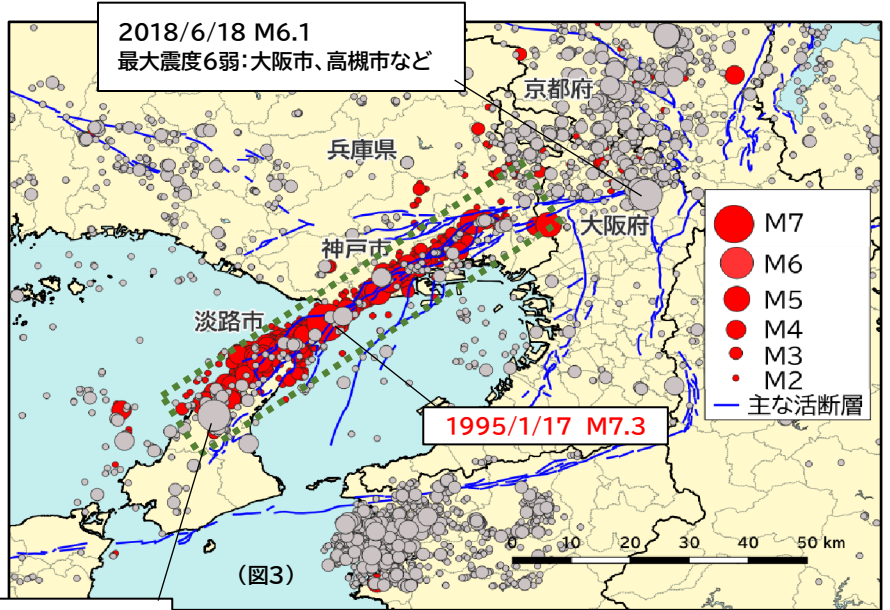 2018/6/18 M6.1
最大震度6弱:大阪市、高槻市など
京都府
兵庫県
大阪府
神戸市
淡路市
M7
M6
M5
M4
M3
M2
主な活断層
1995/1/17 M7.3
0 10 20 30 40 50 km
(図3)